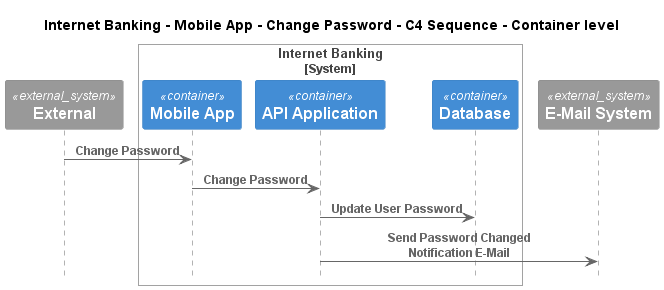 Internet Banking - Mobile App - Change Password - C4 Sequence - Container level
Internet Banking
[System]
«external_system»
External
«container»
Mobile App
«container»
API Application
«container»
Database
«external_system»
E-Mail System
Change Password
Change Password
Update User Password
Send Password Changed
Notification E-Mail